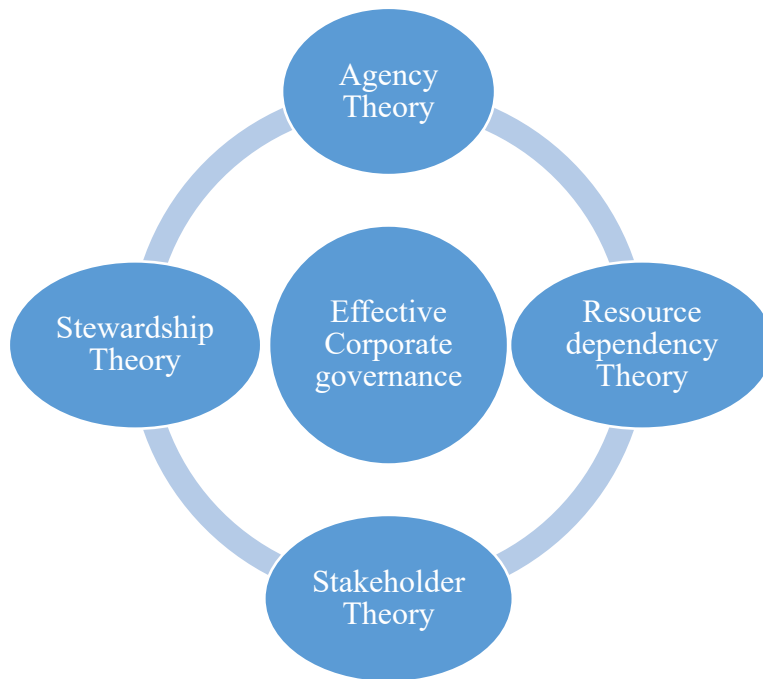 Agency
Theory
Stewardship
Theory
Effective
Corporate
governance
Resource
dependency
Theory
Stakeholder
Theory